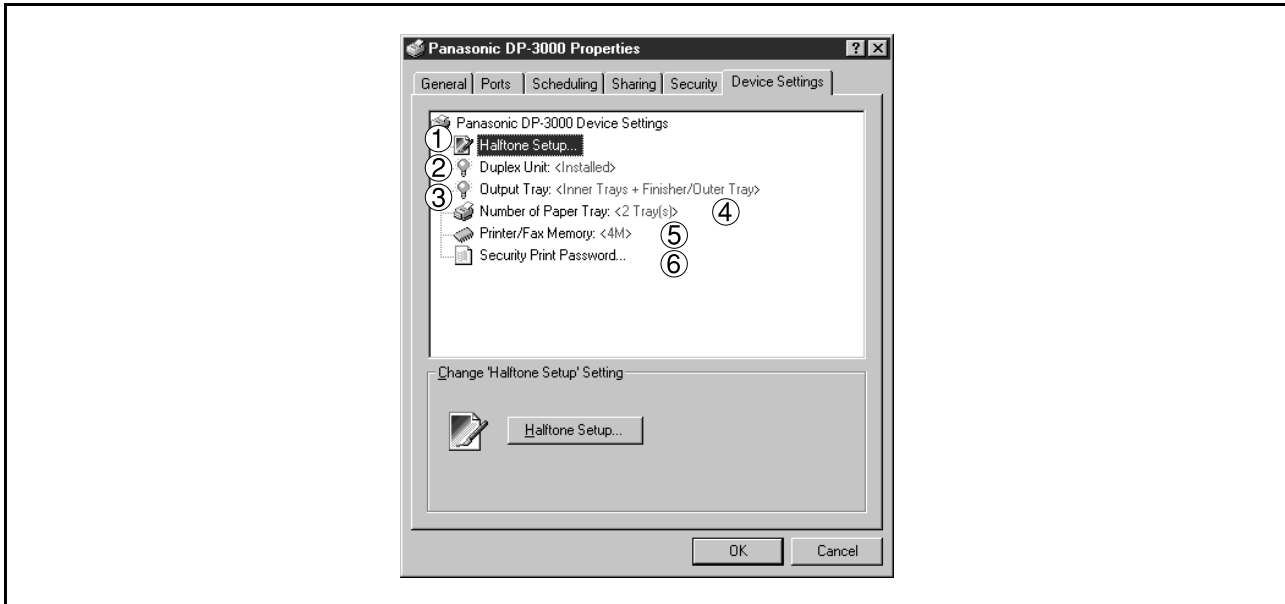 Panasonic DP-3000 Properties
General Ports Scheduling Sharing Security Device Settings
Panasonic DP-3000 Device Settings
① Halftone Setup...
② Duplex Unit: <Installed>
③ Output Tray: <Inner Trays + Finisher/Outer Tray>
Number of Paper Tray: <2 Tray(s)> ④
Printer/Fax Memory: <4M> ⑤
Security Print Password... ⑥
Change 'Halftone Setup' Setting
Halftone Setup...
OK Cancel